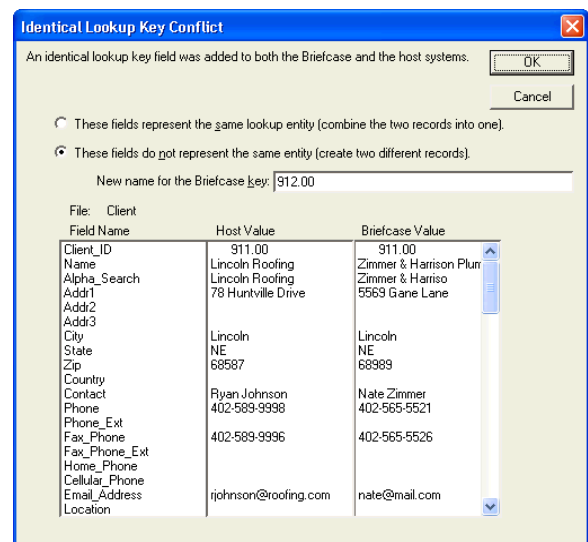 Identical Lookup Key Conflict
An identical lookup key field was added to both the Briefcase and the host systems.
OK
Cancel
These fields represent the same lookup entity (combine the two records into one).
These fields do not represent the same entity (create two different records).
New name for the Briefcase key: 912.00
File: Client
Field Name Host Value Briefcase Value
Client_ID 911.00 911.00
Name Lincoln Roofing Zimmer & Harrison Plum
Alpha_Search Lincoln Roofing Zimmer & Harriso
Addr1 78 Huntville Drive 5569 Gane Lane
Addr2
Addr3
City Lincoln Lincoln
State NE NE
Zip 68587 68989
Country
Contact Ryan Johnson Nate Zimmer
Phone 402-589-9998 402-565-5521
Phone_Ext
Fax_Phone 402-589-9996 402-565-5526
Fax_Phone_Ext
Home_Phone
Cellular_Phone
Email_Address rjohnson@roofing.com nate@mail.com
Location